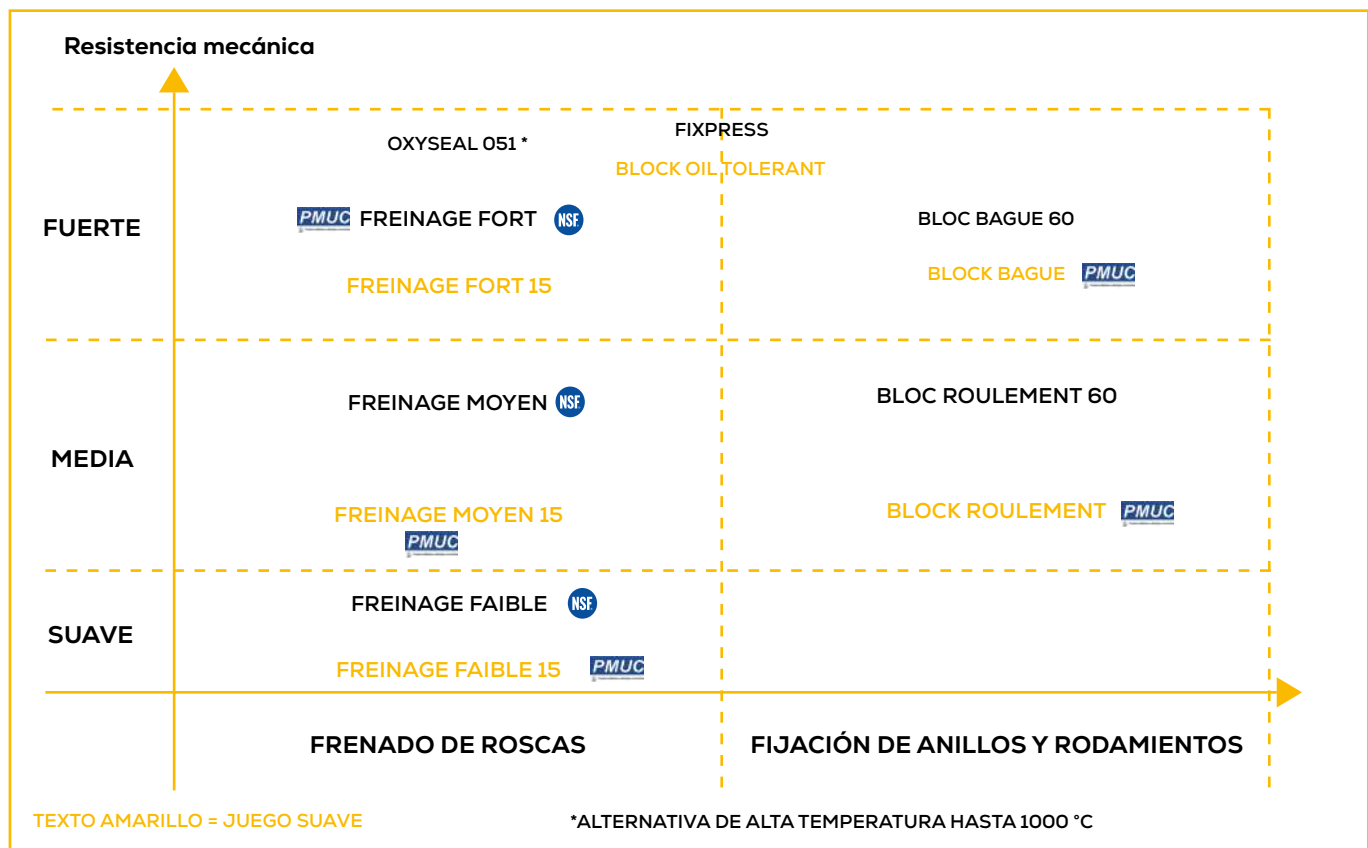 Resistencia mecánica
OXYSEAL 051 *
FIXPRESS
BLOCK OIL TOLERANT
FUERTE
PMUC FREINAGE FORT NSF
BLOC BAGUE 60
FREINAGE FORT 15
BLOCK BAGUE PMUC
MEDIA
FREINAGE MOYEN NSF
BLOC ROULEMENT 60
FREINAGE MOYEN 15
PMUC
BLOCK ROULEMENT PMUC
SUAVE
FREINAGE FAIBLE NSF
FREINAGE FAIBLE 15 PMUC
FRENADO DE ROSCAS
FIJACIÓN DE ANILLOS Y RODAMIENTOS
TEXTO AMARILLO = JUEGO SUAVE
*ALTERNATIVA DE ALTA TEMPERATURA HASTA 1000 °C